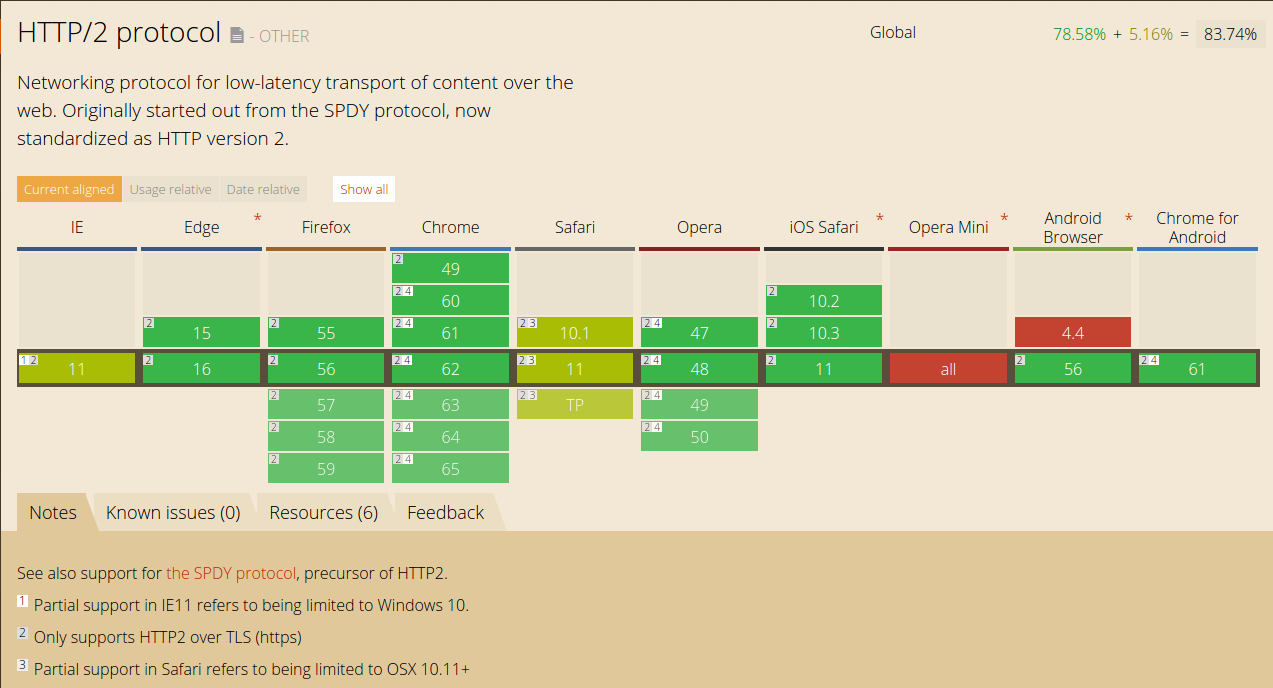 HTTP/2 protocol - OTHER
Global 78.58% + 5.16% = 83.74%
Networking protocol for low-latency transport of content over the
web. Originally started out from the SPDY protocol, now
standardized as HTTP version 2.
Current aligned Usage relative Date relative Show all
IE Edge * Firefox Chrome Safari Opera iOS Safari * Opera Mini * Android Browser * Chrome for Android
2 49
2 4 60 2 10.2
2 15 2 55 2 4 61 2 3 10.1 2 4 47 2 10.3 4.4
1 2 11 2 16 2 56 2 4 62 2 3 11 2 4 48 2 11 all 2 56 2 4 61
2 57 2 4 63 2 3 TP 2 4 49
2 58 2 4 64 2 4 50
2 59 2 4 65
Notes Known issues (0) Resources (6) Feedback
See also support for the SPDY protocol, precursor of HTTP2.
1 Partial support in IE11 refers to being limited to Windows 10.
2 Only supports HTTP2 over TLS (https)
3 Partial support in Safari refers to being limited to OSX 10.11+